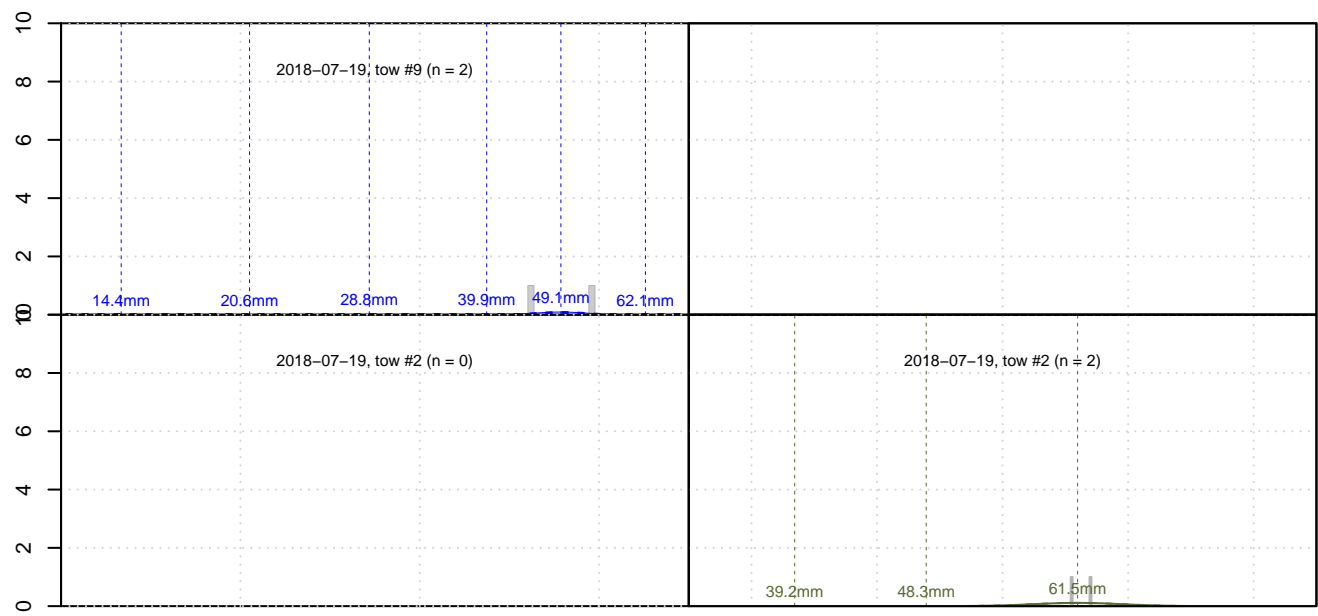 10
8
6
4
2
0
2018−07−19, tow #9 (n = 2)
14.4mm 20.6mm 28.8mm 39.9mm 49.1mm 62.1mm
10
8
6
4
2
0
2018−07−19, tow #2 (n = 0)
2018−07−19, tow #2 (n = 2)
39.2mm 48.3mm 61.5mm